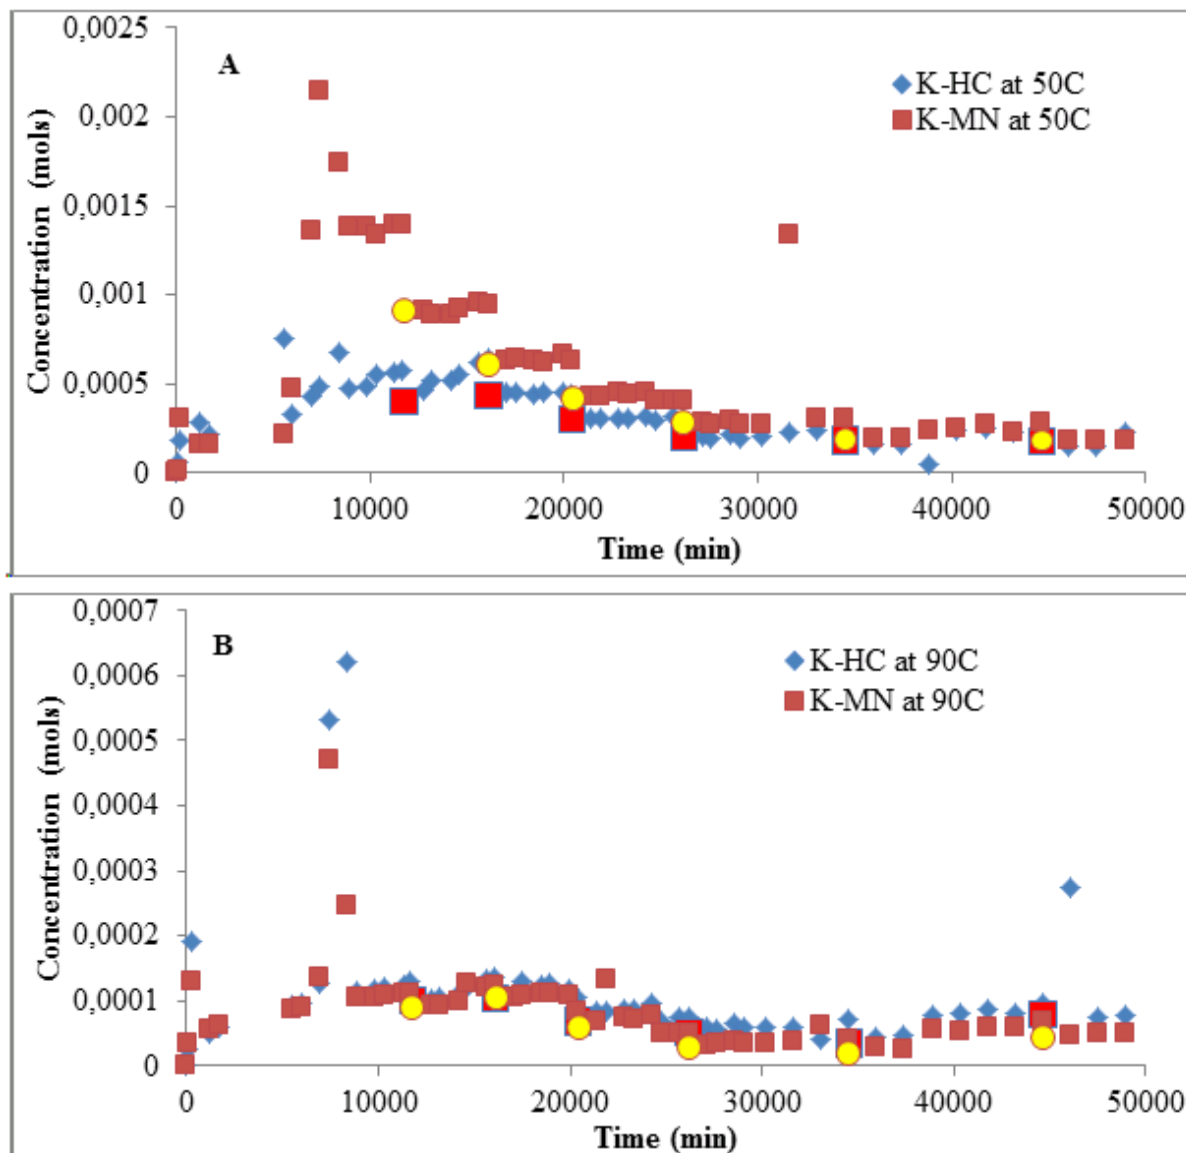 A
K-HC at 50C
K-MN at 50C
Concentration (mols)
0,0025
0,002
0,0015
0,001
0,0005
0
0 10000 20000 30000 40000 50000
Time (min)
B
K-HC at 90C
K-MN at 90C
Concentration (mols)
0,0007
0,0006
0,0005
0,0004
0,0003
0,0002
0,0001
0
0 10000 20000 30000 40000 50000
Time (min)